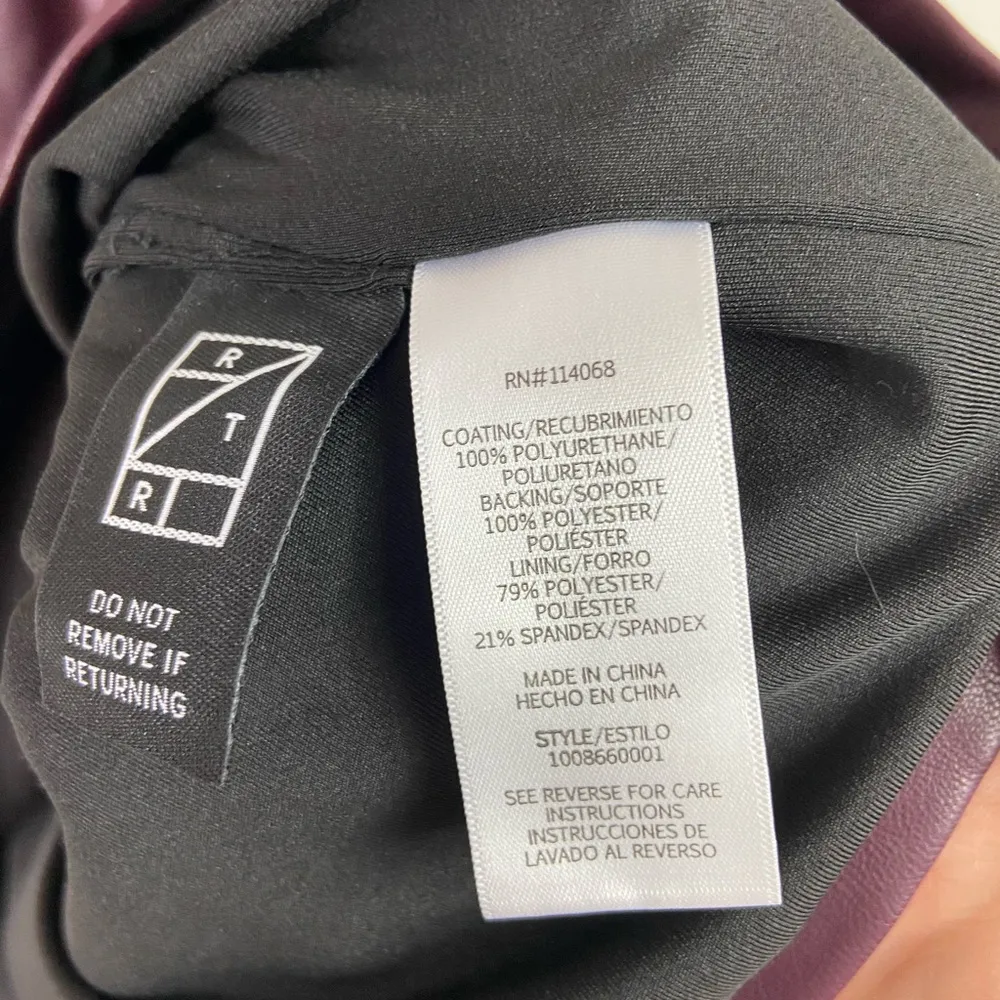 R
T
R
DO NOT
REMOVE IF
RETURNING
RN#114068
COATING/RECUBRIMIENTO
100% POLYURETHANE/
POLIURETANO
BACKING/SOPORTE
100% POLYESTER/
POLIÉSTER
LINING/FORRO
79% POLYESTER/
POLIÉSTER
21% SPANDEX/SPANDEX
MADE IN CHINA
HECHO EN CHINA
STYLE/ESTILO
1008660001
SEE REVERSE FOR CARE
INSTRUCTIONS
INSTRUCCIONES DE
LAVADO AL REVERSO